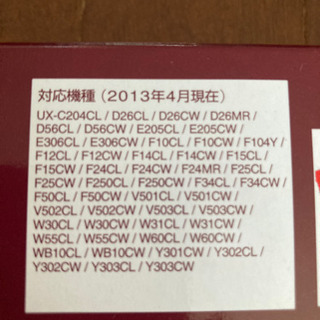 対応機種（2013年4月現在）
UX-C204CL / D26CL / D26CW / D26MR /
D56CL / D56CW / E205CL / E205CW /
E306CL / E306CW / F10CL / F10CW / F104Y /
F12CL / F12CW / F14CL / F14CW / F15CL /
F15CW / F24CL / F24CW / F24MR / F25CL /
F25CW / F250CL / F250CW / F34CL / F34CW /
F50CL / F50CW / V501CL / V501CW /
V502CL / V502CW / V503CL / V503CW /
W30CL / W30CW / W31CL / W31CW /
W55CL / W55CW / W60CL / W60CW /
WB10CL / WB10CW / Y301CW / Y302CL /
Y302CW / Y303CL / Y303CW